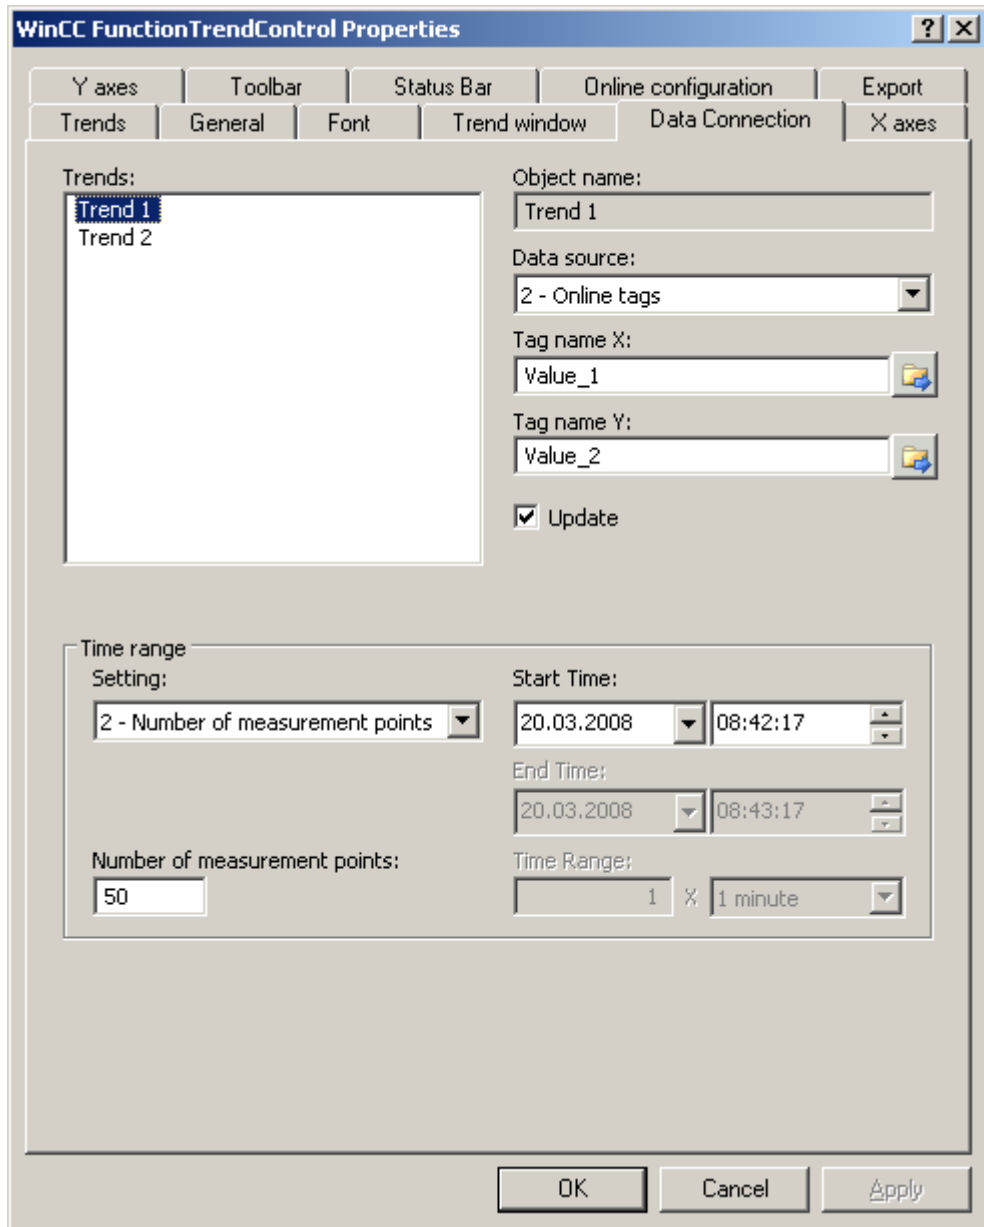 WinCC FunctionTrendControl Properties
Y axes Toolbar Status Bar Online configuration Export
Trends General Font Trend window Data Connection X axes
Trends:
Trend 1
Trend 2
Object name:
Trend 1
Data source:
2 - Online tags
Tag name X:
Value_1
Tag name Y:
Value_2
Update
Time range
Setting:
2 - Number of measurement points
Start Time:
20.03.2008 08:42:17
End Time:
20.03.2008 08:43:17
Number of measurement points:
50
Time Range:
1 X 1 minute
OK Cancel Apply